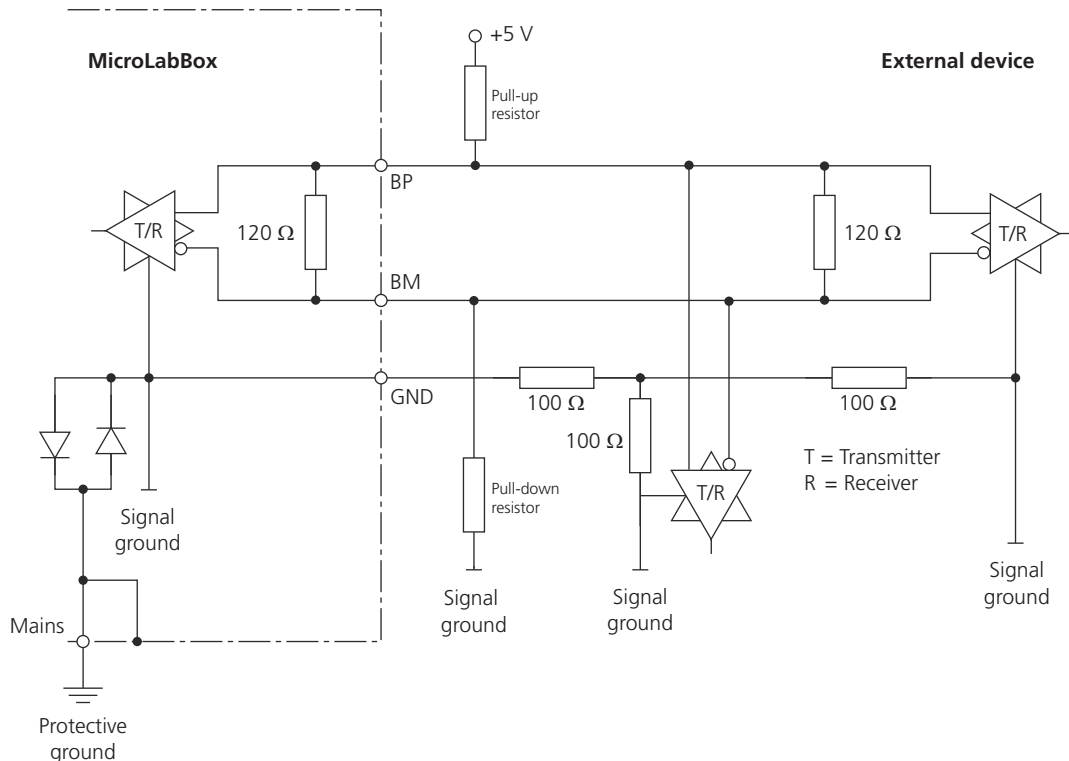 +5 V
MicroLabBox
External device
Pull-up
resistor
BP
T/R
120 Ω
120 Ω
T/R
BM
GND
100 Ω
100 Ω
100 Ω
T = Transmitter
R = Receiver
T/R
Pull-down
resistor
Signal
ground
Signal
ground
Signal
ground
Signal
ground
Mains
Protective
ground